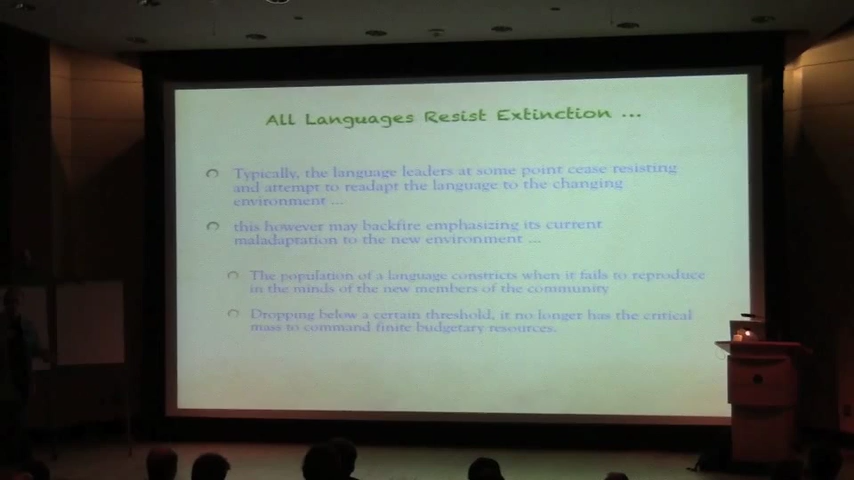 All Languages Resist Extinction ...
Typically, the language leaders at some point cease resisting
and attempt to readapt the language to the changing
environment ...
this however may backfire emphasizing its current
maladaptation to the new environment ...
The population of a language constricts when it fails to reproduce
in the minds of the new members of the community
Dropping below a certain threshold, it no longer has the critical
mass to command finite budgetary resources.